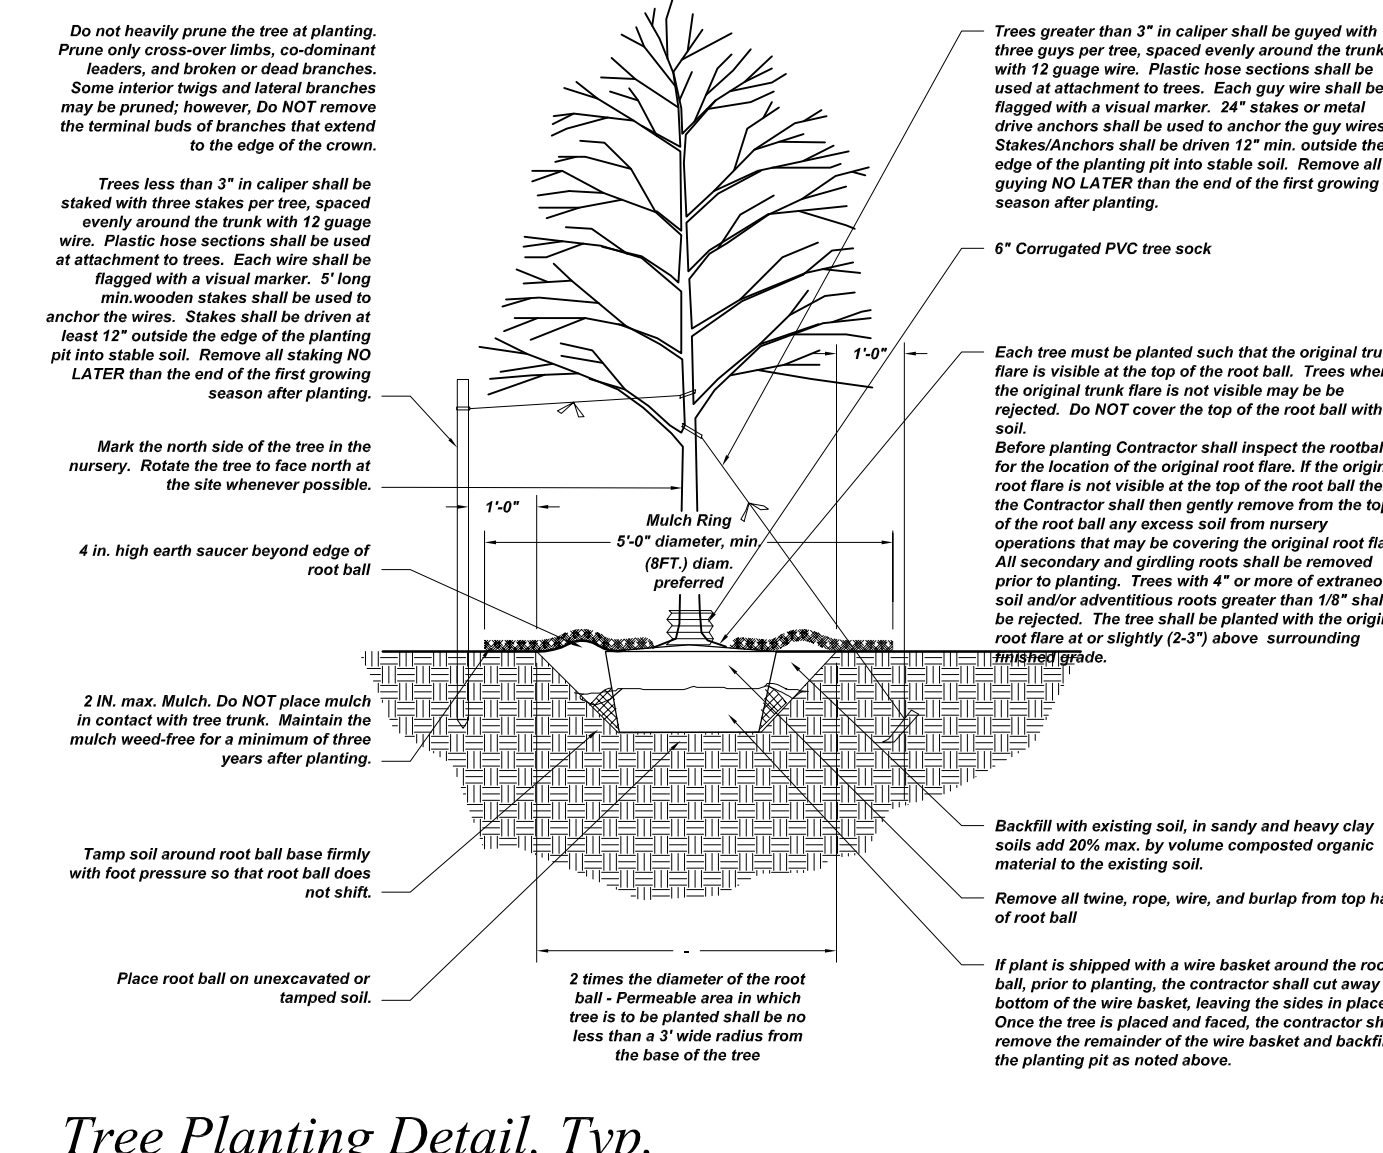 Do not heavily prune the tree at planting.
Prune only cross-over limbs, co-dominant
leaders, and broken or dead branches.
Some interior twigs and lateral branches
may be pruned; however, Do NOT remove
the terminal buds of branches that extend
to the edge of the crown.
Trees less than 3" in caliper shall be
staked with three stakes per tree, spaced
evenly around the trunk with 12 guage
wire. Plastic hose sections shall be used
at attachment to trees. Each wire shall be
flagged with a visual marker. 5' long
min.wooden stakes shall be used to
anchor the wires. Stakes shall be driven at
least 12" outside the edge of the planting
pit into stable soil. Remove all staking NO
LATER than the end of the first growing
season after planting.
Mark the north side of the tree in the
nursery. Rotate the tree to face north at
the site whenever possible.
1'-0"
4 in. high earth saucer beyond edge of
root ball
2 IN. max. Mulch. Do NOT place mulch
in contact with tree trunk. Maintain the
mulch weed-free for a minimum of three
years after planting.
Tamp soil around root ball base firmly
with foot pressure so that root ball does
not shift.
Place root ball on unexcavated or
tamped soil.
Mulch Ring
5'-0" diameter, min.
(8FT.) diam.
preferred
1'-0"
-
2 times the diameter of the root
ball - Permeable area in which
tree is to be planted shall be no
less than a 3' wide radius from
the base of the tree
Trees greater than 3" in caliper shall be guyed with
three guys per tree, spaced evenly around the trunk
with 12 guage wire. Plastic hose sections shall be
used at attachment to trees. Each guy wire shall be
flagged with a visual marker. 24" stakes or metal
drive anchors shall be used to anchor the guy wires
Stakes/Anchors shall be driven 12" min. outside the
edge of the planting pit into stable soil. Remove all
guying NO LATER than the end of the first growing
season after planting.
6" Corrugated PVC tree sock
Each tree must be planted such that the original
flare is visible at the top of the root ball. Trees
the original trunk flare is not visible may be be
rejected. Do NOT cover the top of the root ball with
soil.
Before planting Contractor shall inspect the
for the location of the original root flare. If the
root flare is not visible at the top of the root ball
the Contractor shall then gently remove from the
of the root ball any excess soil from nursery
operations that may be covering the original root
All secondary and girdling roots shall be removed
prior to planting. Trees with 4" or more of
soil and/or adventitious roots greater than 1/8"
be rejected. The tree shall be planted with the
root flare at or slightly (2-3") above surrounding
finished grade.
Backfill with existing soil, in sandy and heavy clay
soils add 20% max. by volume composted organic
material to the existing soil.
Remove all twine, rope, wire, and burlap from top
of root ball
If plant is shipped with a wire basket around the
ball, prior to planting, the contractor shall cut away
bottom of the wire basket, leaving the sides in place
Once the tree is placed and faced, the contractor
remove the remainder of the wire basket and
the planting pit as noted above.
Tree Planting Detail, Typ.